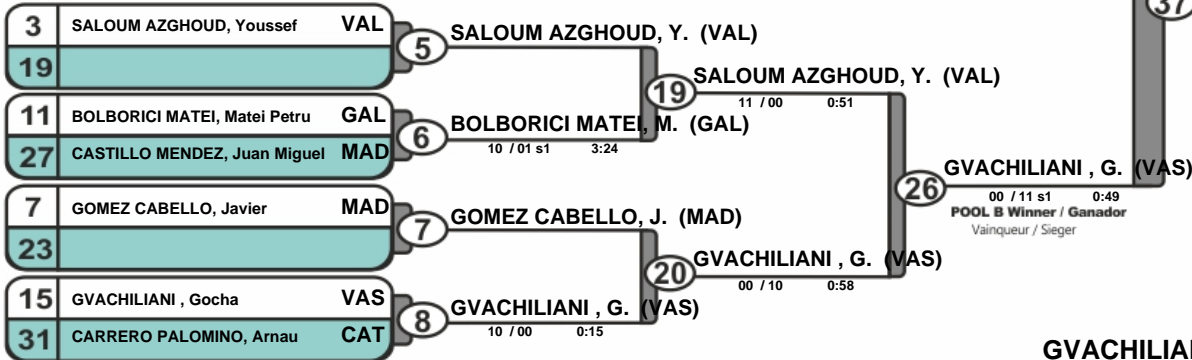 37
3 SALOUM AZGHOUD, Youssef VAL
19
5 SALOUM AZGHOUD, Y. (VAL)
19 SALOUM AZGHOUD, Y. (VAL)
11 / 00 0:51
11 BOLBORICI MATEI, Matei Petru GAL
27 CASTILLO MENDEZ, Juan Miguel MAD
6 BOLBORICI MATEI, M. (GAL)
10 / 01 s1 3:24
26 GVACHILIANI , G. (VAS)
00 / 11 s1 0:49
POOL B Winner / Ganador
Vainqueur / Sieger
7 GOMEZ CABELLO, Javier MAD
23
7 GOMEZ CABELLO, J. (MAD)
20 GVACHILIANI , G. (VAS)
00 / 10 0:58
15 GVACHILIANI , Gocha VAS
31 CARRERO PALOMINO, Arnau CAT
8 GVACHILIANI , G. (VAS)
10 / 00 0:15